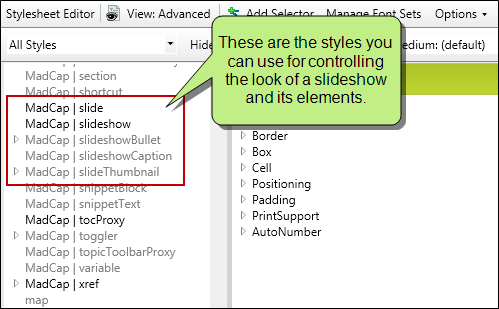 Stylesheet Editor View: Advanced Add Selector Manage Font Sets Options
All Styles Hide Medium: (default)
These are the styles you
can use for controlling
the look of a slideshow
and its elements.
MadCap | section
MadCap | shortcut
MadCap | slide
MadCap | slideshow
MadCap | slideshowBullet
MadCap | slideshowCaption
MadCap | slideThumbnail
MadCap | snippetBlock
MadCap | snippetText
MadCap | tocProxy
MadCap | toggler
MadCap | topicToolbarProxy
MadCap | variable
MadCap | xref
map
Border
Box
Cell
Positioning
Padding
PrintSupport
AutoNumber